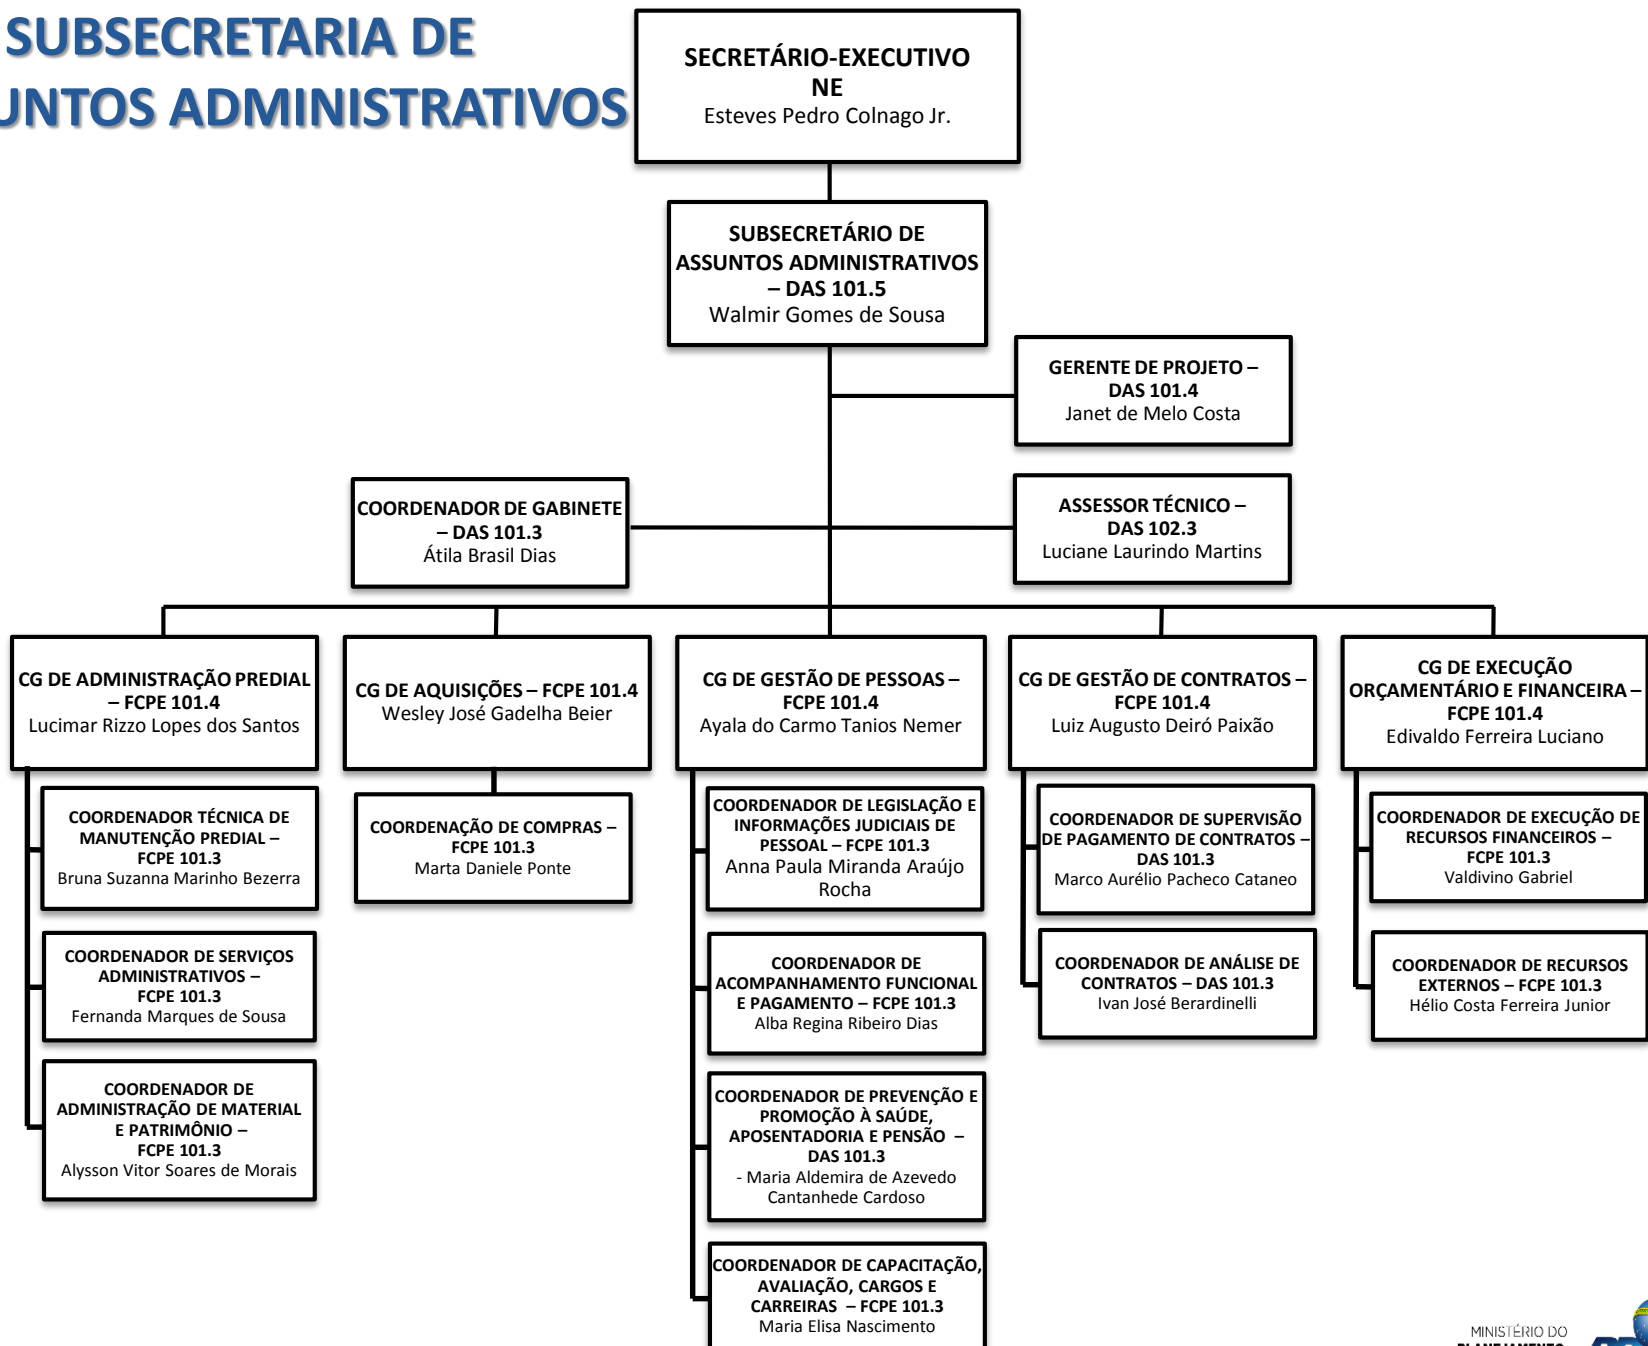 SUBSECRETARIA DE
UNTOS ADMINISTRATIVOS
SECRETÁRIO-EXECUTIVO
NE
Esteves Pedro Colnago Jr.
SUBSECRETÁRIO DE
ASSUNTOS ADMINISTRATIVOS
– DAS 101.5
Walmir Gomes de Sousa
GERENTE DE PROJETO –
DAS 101.4
Janet de Melo Costa
COORDENADOR DE GABINETE
– DAS 101.3
Átila Brasil Dias
ASSESSOR TÉCNICO –
DAS 102.3
Luciane Laurindo Martins
CG DE ADMINISTRAÇÃO PREDIAL
– FCPE 101.4
Lucimar Rizzo Lopes dos Santos
CG DE AQUISIÇÕES – FCPE 101.4
Wesley José Gadelha Beier
CG DE GESTÃO DE PESSOAS –
FCPE 101.4
Ayala do Carmo Tanios Nemer
CG DE GESTÃO DE CONTRATOS –
FCPE 101.4
Luiz Augusto Deiró Paixão
CG DE EXECUÇÃO
ORÇAMENTÁRIO E FINANCEIRA –
FCPE 101.4
Edivaldo Ferreira Luciano
COORDENADOR TÉCNICA DE
MANUTENÇÃO PREDIAL –
FCPE 101.3
Bruna Suzanna Marinho Bezerra
COORDENADOR DE SERVIÇOS
ADMINISTRATIVOS –
FCPE 101.3
Fernanda Marques de Sousa
COORDENADOR DE
ADMINISTRAÇÃO DE MATERIAL
E PATRIMÔNIO –
FCPE 101.3
Alysson Vitor Soares de Morais
COORDENAÇÃO DE COMPRAS –
FCPE 101.3
Marta Daniele Ponte
COORDENADOR DE LEGISLAÇÃO E
INFORMAÇÕES JUDICIAIS DE
PESSOAL – FCPE 101.3
Anna Paula Miranda Araújo
Rocha
COORDENADOR DE
ACOMPANHAMENTO FUNCIONAL
E PAGAMENTO – FCPE 101.3
Alba Regina Ribeiro Dias
COORDENADOR DE PREVENÇÃO E
PROMOÇÃO À SAÚDE,
APOSENTADORIA E PENSÃO –
DAS 101.3
- Maria Aldemira de Azevedo
Cantanhede Cardoso
COORDENADOR DE CAPACITAÇÃO,
AVALIAÇÃO, CARGOS E
CARREIRAS – FCPE 101.3
Maria Elisa Nascimento
COORDENADOR DE SUPERVISÃO
DE PAGAMENTO DE CONTRATOS –
DAS 101.3
Marco Aurélio Pacheco Cataneo
COORDENADOR DE ANÁLISE DE
CONTRATOS – DAS 101.3
Ivan José Berardinelli
COORDENADOR DE EXECUÇÃO DE
RECURSOS FINANCEIROS –
FCPE 101.3
Valdivino Gabriel
COORDENADOR DE RECURSOS
EXTERNOS – FCPE 101.3
Hélio Costa Ferreira Junior
MINISTÉRIO DO
PLANEJAMENTO,